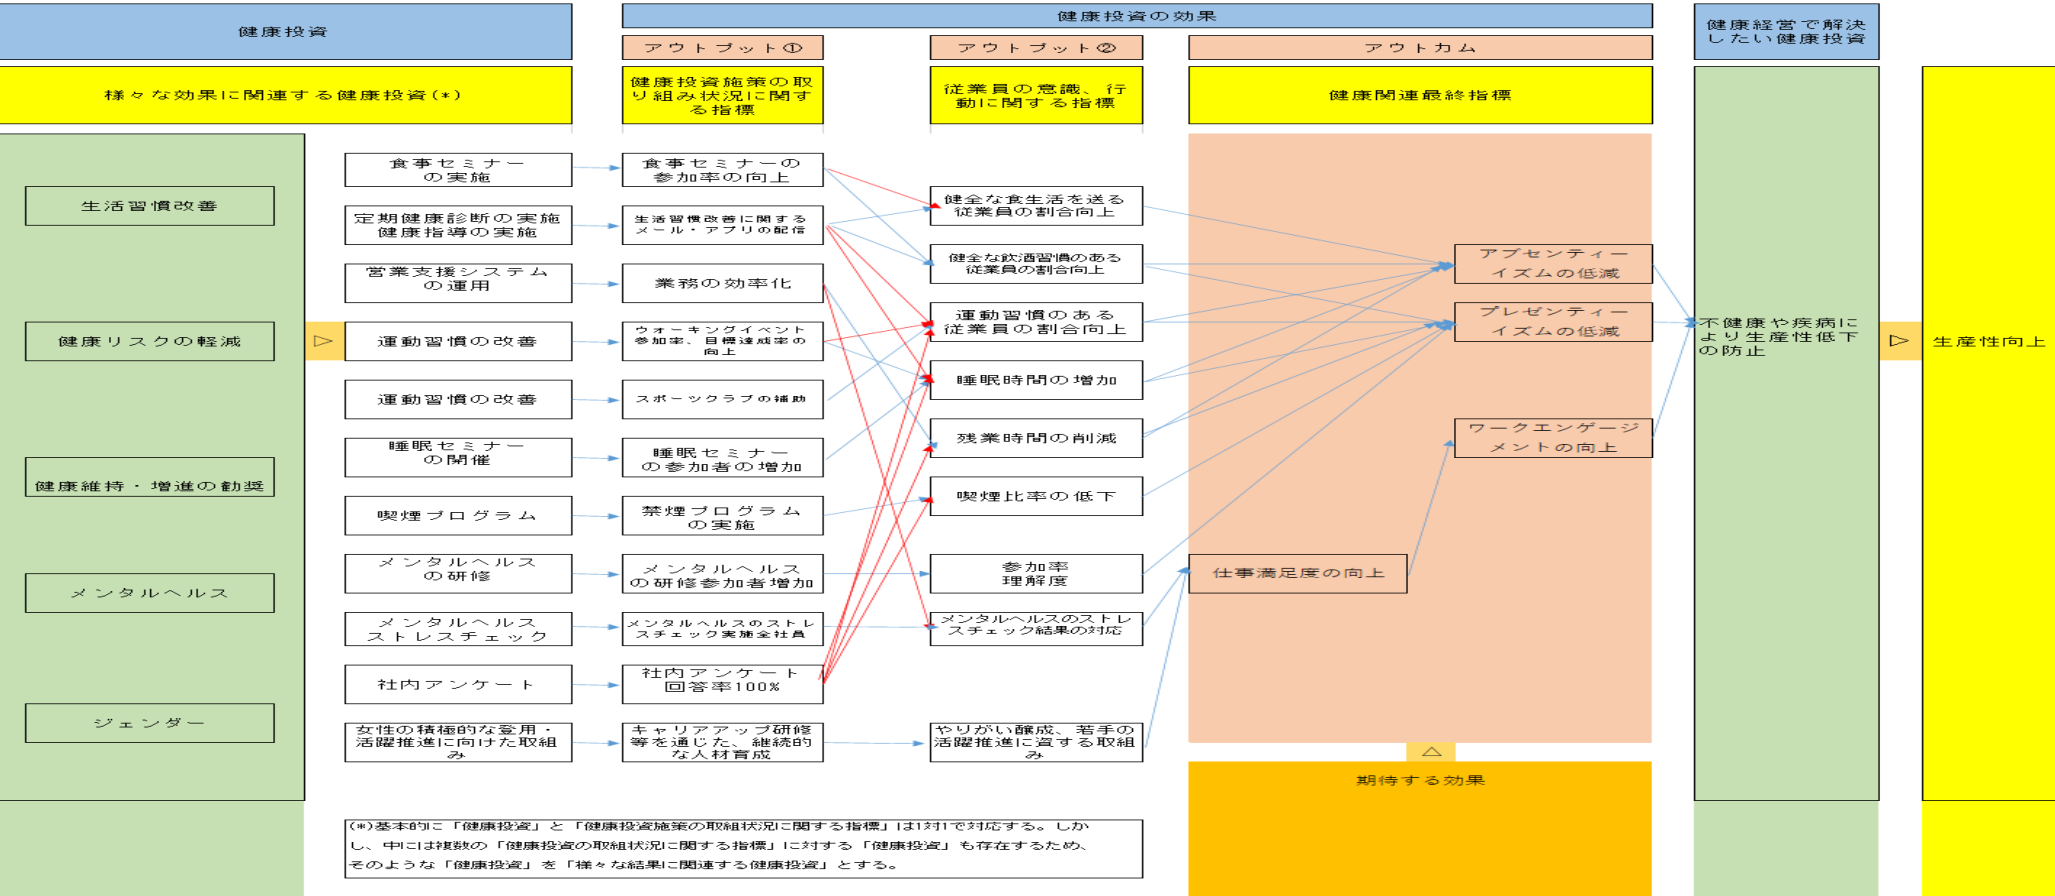 健康投資
健康投資の効果
健康経営で解決
したい健康投資
アウトプット①
アウトプット②
アウトカム
様々な効果に関連する健康投資(*)
健康投資施策の取
り組み状況に関す
る指標
従業員の意識、行
動に関する指標
健康関連最終指標
生活習慣改善
健康リスクの軽減
健康維持・増進の勧奨
メンタルヘルス
ジェンダー
食事セミナー
の実施
定期健康診断の実施
健康指導の実施
営業支援システム
の運用
運動習慣の改善
運動習慣の改善
睡眠セミナー
の開催
喫煙プログラム
メンタルヘルス
の研修
メンタルヘルス
ストレスチェック
社内アンケート
女性の積極的な登用・
活躍推進に向けた取組
み
食事セミナーの
参加率の向上
生活習慣改善に関する
メール・アプリの配信
業務の効率化
ウォーキングイベント
参加率、目標達成率の
向上
スポーツクラブの補助
睡眠セミナー
の参加者の増加
禁煙プログラム
の実施
メンタルヘルス
の研修参加者増加
メンタルヘルスのストレ
スチェック実施全社員
社内アンケート
回答率100%
キャリアアップ研修
等を通じた、継続的
な人材育成
健全な食生活を送る
従業員の割合向上
健全な飲酒習慣のある
従業員の割合向上
運動習慣のある
従業員の割合向上
睡眠時間の増加
残業時間の削減
喫煙比率の低下
参加率
理解度
メンタルヘルスのストレ
スチェック結果の対応
やりがい醸成、若手の
活躍推進に資する取組
み
アブセンティー
イズムの低減
プレゼンティー
イズムの低減
ワークエンゲージ
メントの向上
仕事満足度の向上
期待する効果
不健康や疾病に
より生産性低下
の防止
生産性向上
(*)基本的に「健康投資」と「健康投資施策の取組状況に関する指標」は1対1で対応する。しか
し、中には複数の「健康投資の取組状況に関する指標」に対する「健康投資」も存在するため、
そのような「健康投資」を「様々な結果に関連する健康投資」とする。